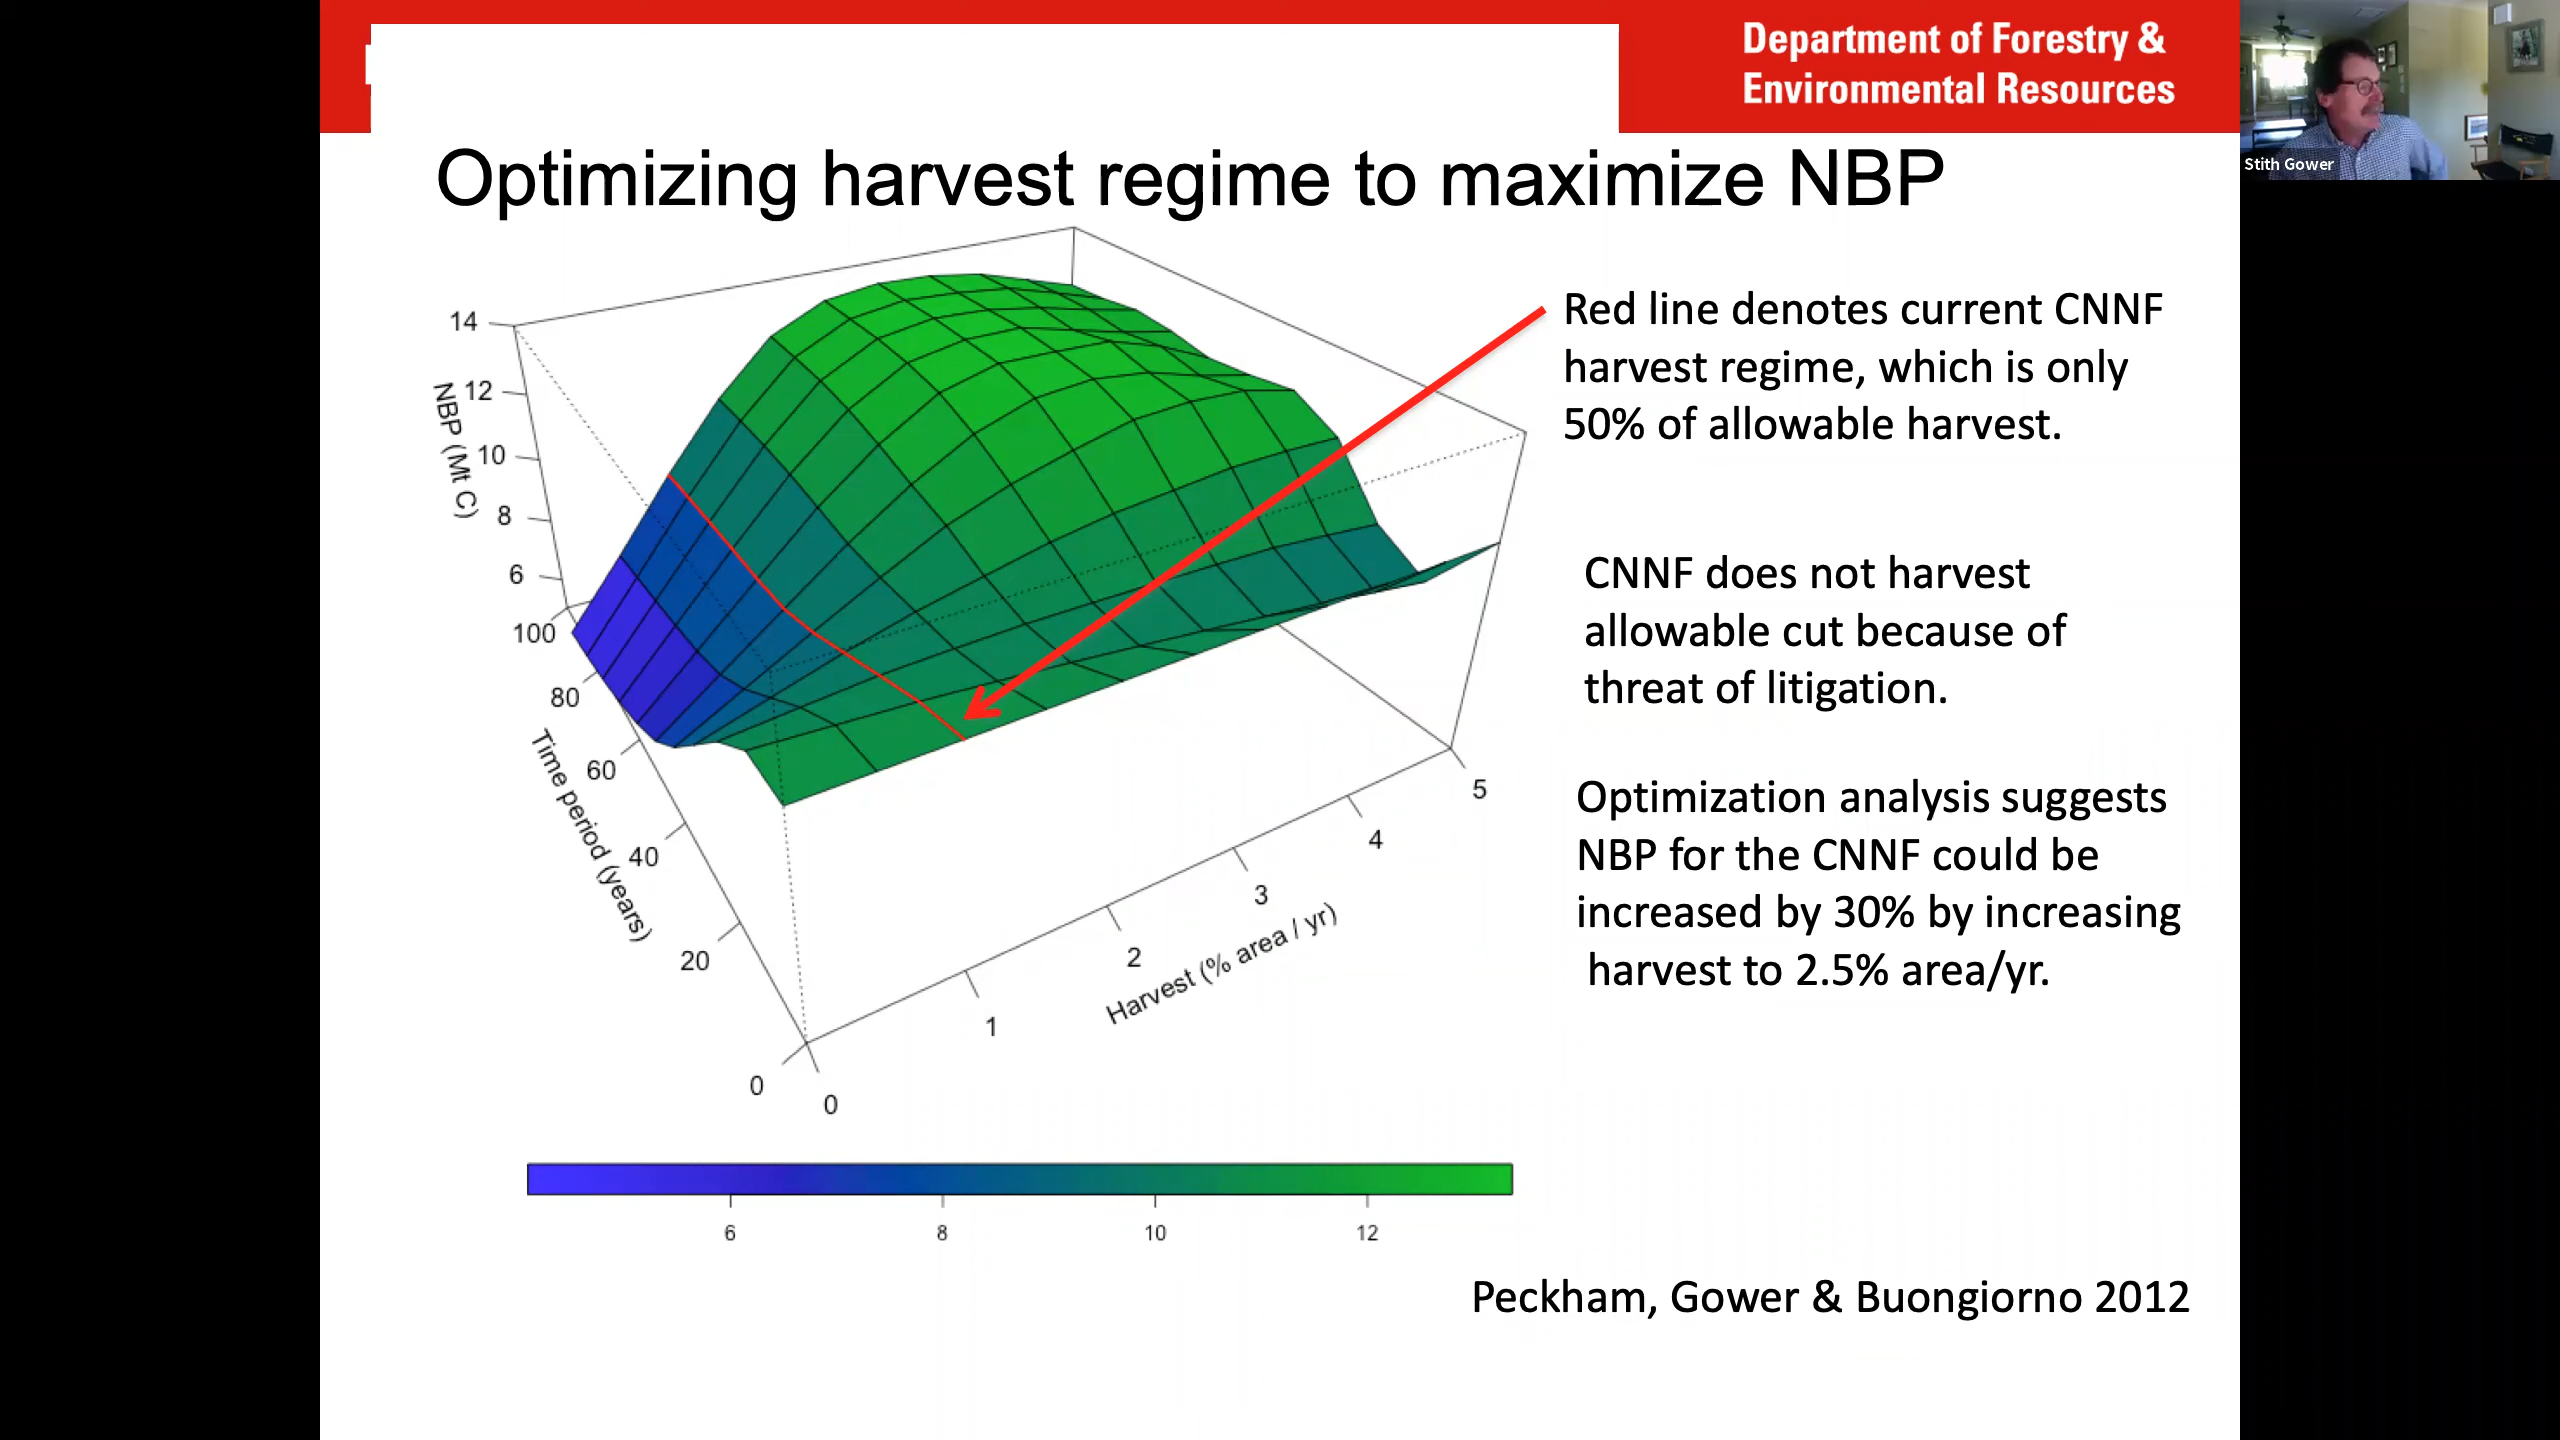 Department of Forestry &
Environmental Resources
Stith Gower
Optimizing harvest regime to maximize NBP
14
12
10
8
6
NBP (Mt C)
100
80
60
40
20
0
Time period (years)
0
1
2
3
4
5
Harvest (% area / yr)
Red line denotes current CNNF
harvest regime, which is only
50% of allowable harvest.
CNNF does not harvest
allowable cut because of
threat of litigation.
Optimization analysis suggests
NBP for the CNNF could be
increased by 30% by increasing
harvest to 2.5% area/yr.
6 8 10 12
Peckham, Gower & Buongiorno 2012